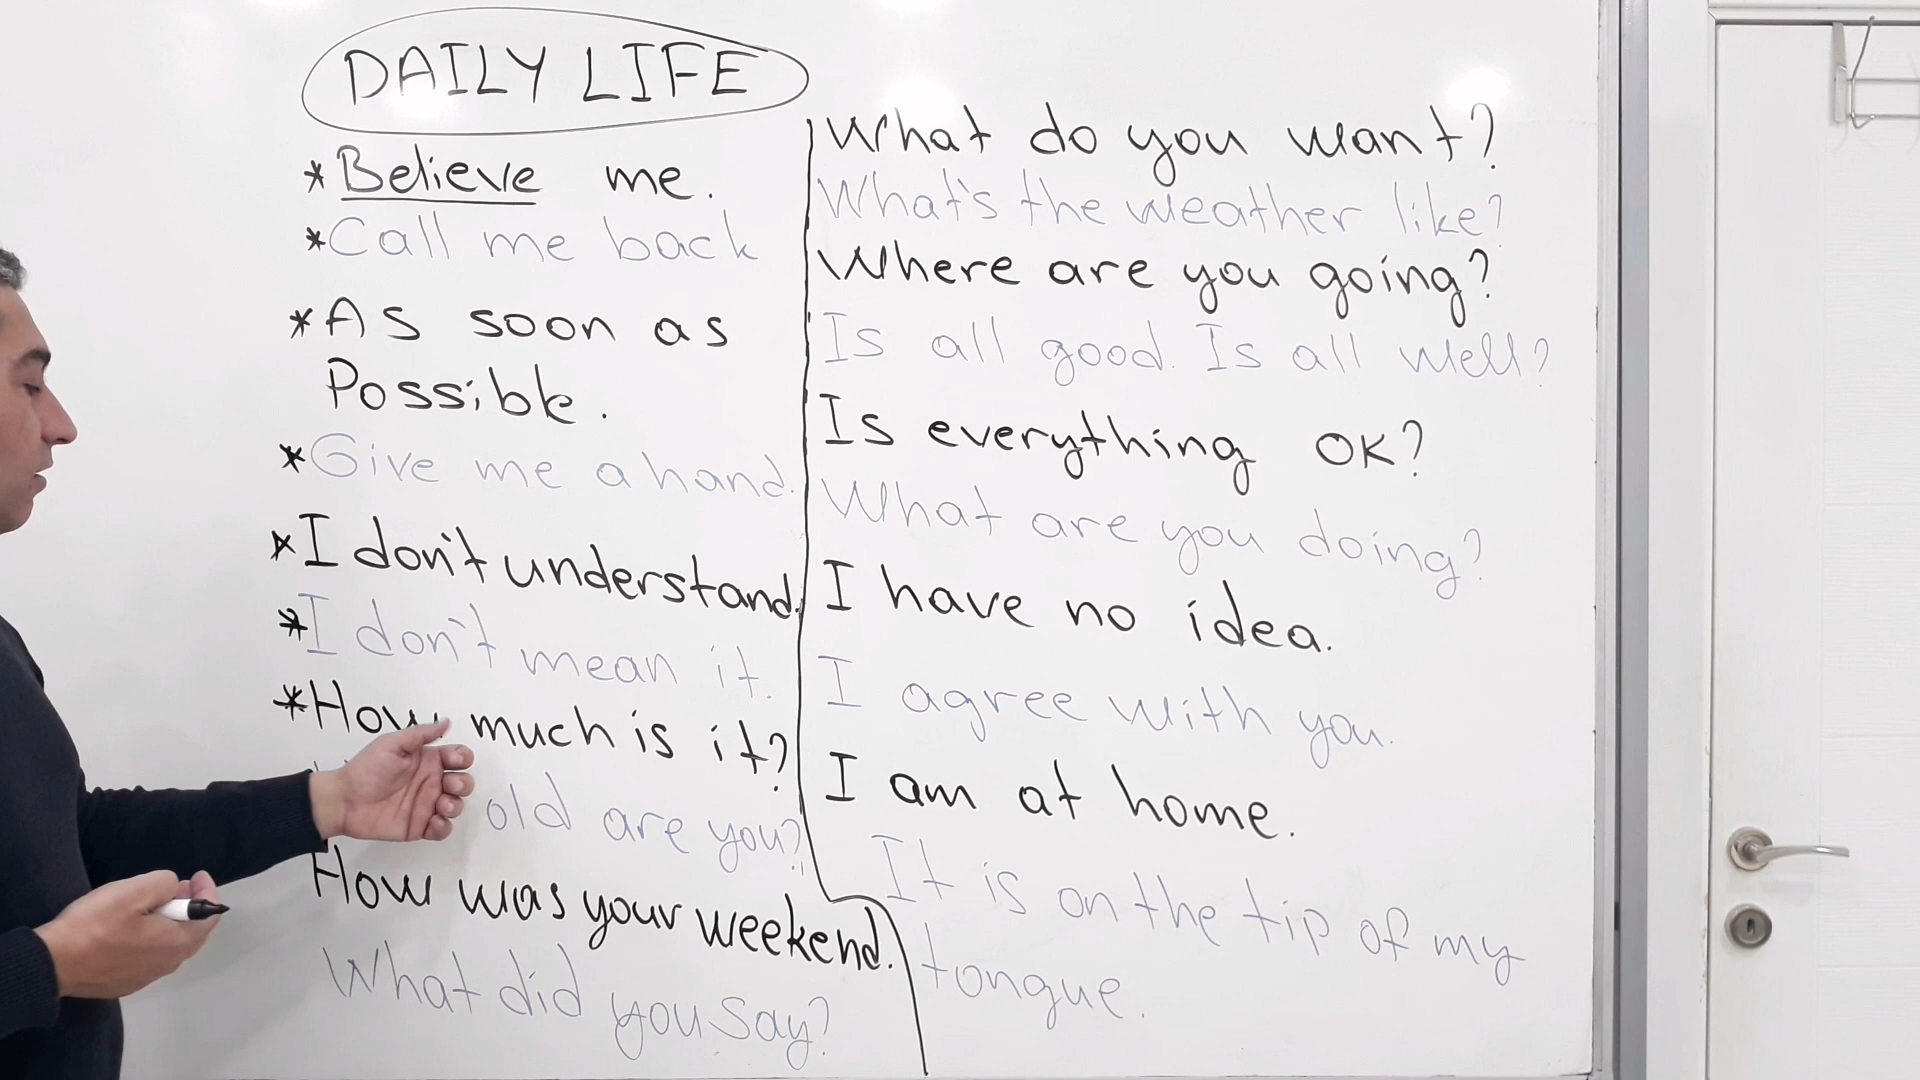 DAILY LIFE
*Believe me.
*Call me back
*As soon as
Possible.
*Give me a hand.
*I don't understand.
*I don't mean it.
*How much is it?
old are you?
How was your weekend.
What did you say?
What do you want?
What's the weather like?
Where are you going?
Is all good. Is all well?
Is everything OK?
What are you doing?
I have no idea.
I agree with you.
I am at home.
It is on the tip of my
tongue.